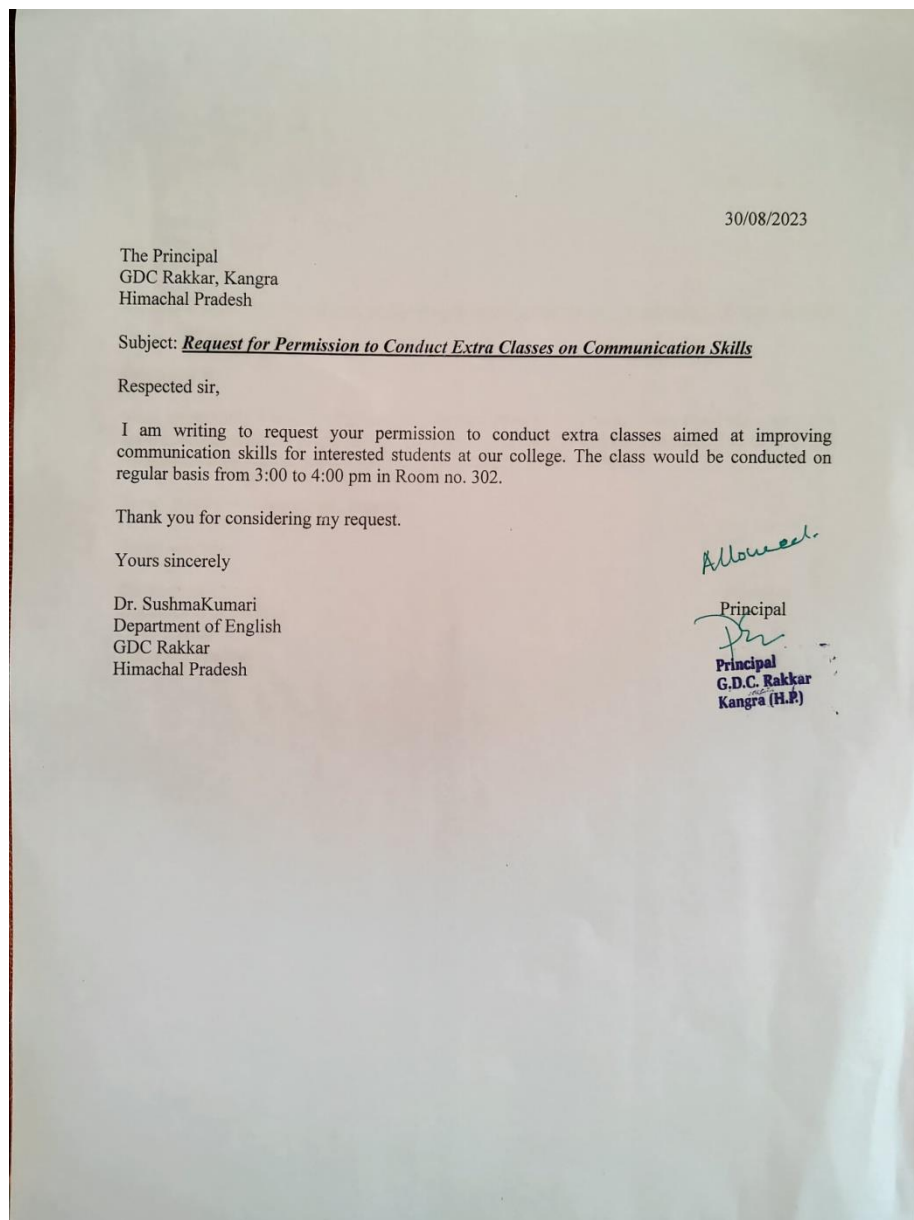 30/08/2023
The Principal
GDC Rakkar, Kangra
Himachal Pradesh
Subject: Request for Permission to Conduct Extra Classes on Communication Skills
Respected sir,
I am writing to request your permission to conduct extra classes aimed at improving
communication skills for interested students at our college. The class would be conducted on
regular basis from 3:00 to 4:00 pm in Room no. 302.
Thank you for considering my request.
Yours sincerely
Allowed.
Dr. SushmaKumari
Department of English
GDC Rakkar
Himachal Pradesh
Principal
Principal
G.D.C. Rakkar
Kangra (H.P.)